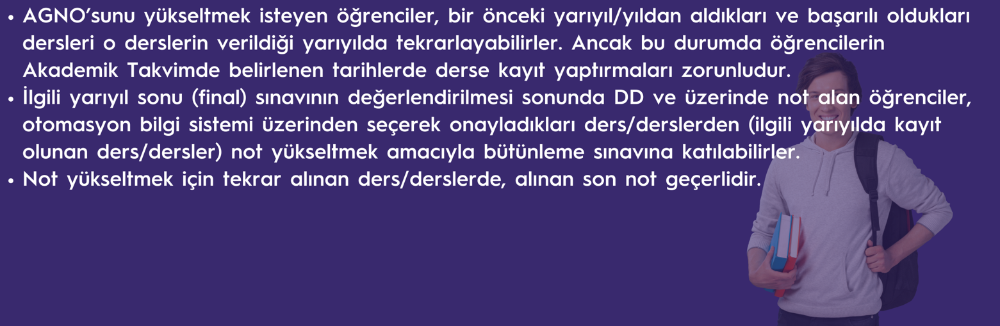 • AGNO'sunu yükseltmek isteyen öğrenciler, bir önceki yarıyıl/yıldan aldıkları ve başarılı oldukları
dersleri o derslerin verildiği yarıyılda tekrarlayabilirler. Ancak bu durumda öğrencilerin
Akademik Takvimde belirlenen tarihlerde derse kayıt yaptırmaları zorunludur.
• İlgili yarıyıl sonu (final) sınavının değerlendirilmesi sonunda DD ve üzerinde not alan öğrenciler,
otomasyon bilgi sistemi üzerinden seçerek onayladıkları ders/derslerden (ilgili yarıyılda kayıt
olunan ders/dersler) not yükseltmek amacıyla bütünleme sınavına katılabilirler.
• Not yükseltmek için tekrar alınan ders/derslerde, alınan son not geçerlidir.